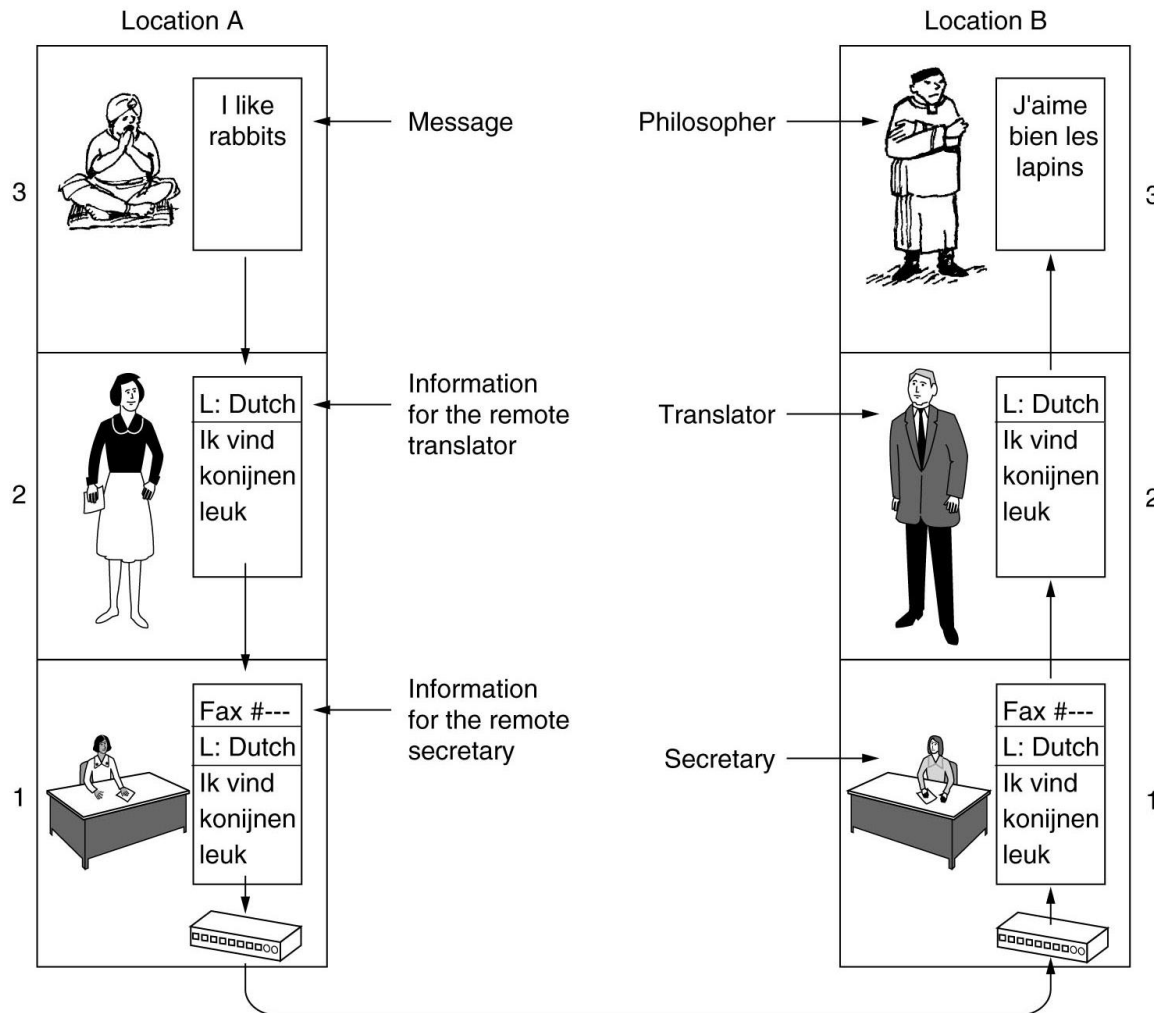 Location A
Location B
I like
rabbits
Message
Philosopher
J'aime
bien les
lapins
3
3
L: Dutch
Ik vind
konijnen
leuk
Information
for the remote
translator
Translator
L: Dutch
Ik vind
konijnen
leuk
2
2
Fax #---
L: Dutch
Ik vind
konijnen
leuk
Information
for the remote
secretary
Secretary
Fax #---
L: Dutch
Ik vind
konijnen
leuk
1
1